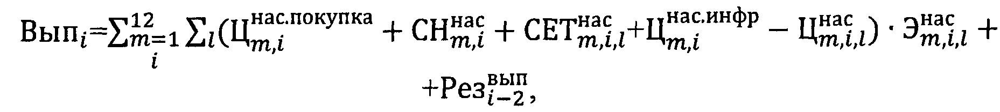 Вып_i=∑_{m=1}^{12}_i ∑_l(Ц_{m,i}^{нас.покупка} + СН_{m,i}^{нас} + СЕТ_{m,i,l}^{нас}+Ц_{m,i}^{нас.инфр} − Ц_{m,i,l}^{нас}) · Э_{m,i,l}^{нас} +
+Рез_{i−2}^{вып},